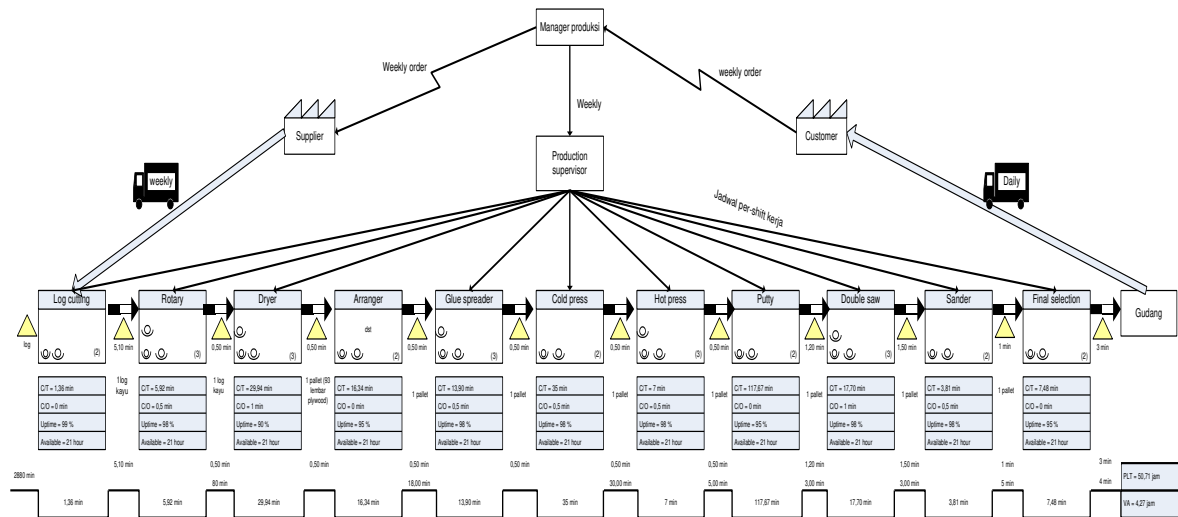 Manager produksi
Weekly order
weekly order
Weekly
Supplier
Customer
Production
supervisor
weekly
Daily
Jadwal per-shift kerja
Log cutting
Rotary
Dryer
Arranger
Glue spreader
Cold press
Hot press
Putty
Double saw
Sander
Final selection
Gudang
dst
log
(2)
5,10 min
(3)
0,50 min
(3)
0,50 min
(2)
0,50 min
(3)
0,50 min
(2)
0,50 min
(3)
0,50 min
(2)
1,20 min
(3)
1,50 min
(2)
1 min
(2)
3 min
C/T = 1,36 min
C/O = 0 min
Uptime = 99 %
Available = 21 hour
1 log
kayu
C/T = 5,92 min
C/O = 0,5 min
Uptime = 98 %
Available = 21 hour
1 log
kayu
C/T = 29,94 min
C/O = 1 min
Uptime = 90 %
Available = 21 hour
1 pallet (93
lembar
plywood)
C/T = 16,34 min
C/O = 0 min
Uptime = 95 %
Available = 21 hour
1 pallet
C/T = 13,90 min
C/O = 0,5 min
Uptime = 98 %
Available = 21 hour
1 pallet
C/T = 35 min
C/O = 0,5 min
Uptime = 98 %
Available = 21 hour
1 pallet
C/T = 7 min
C/O = 0,5 min
Uptime = 98 %
Available = 21 hour
1 pallet
C/T = 117,67 min
C/O = 0 min
Uptime = 95 %
Available = 21 hour
1 pallet
C/T = 17,70 min
C/O = 1 min
Uptime = 98 %
Available = 21 hour
1 pallet
C/T = 3,81 min
C/O = 0,5 min
Uptime = 98 %
Available = 21 hour
1 pallet
C/T = 7,48 min
C/O = 0 min
Uptime = 95 %
Available = 21 hour
2880 min
5,10 min
0,50 min
0,50 min
0,50 min
0,50 min
0,50 min
0,50 min
1,20 min
1,50 min
1 min
3 min
80 min
18,00 min
30,00 min
5,00 min
3,00 min
3,00 min
5 min
4 min
PLT = 50,71 jam
1,36 min
5,92 min
29,94 min
16,34 min
13,90 min
35 min
7 min
117,67 min
17,70 min
3,81 min
7,48 min
VA = 4,27 jam